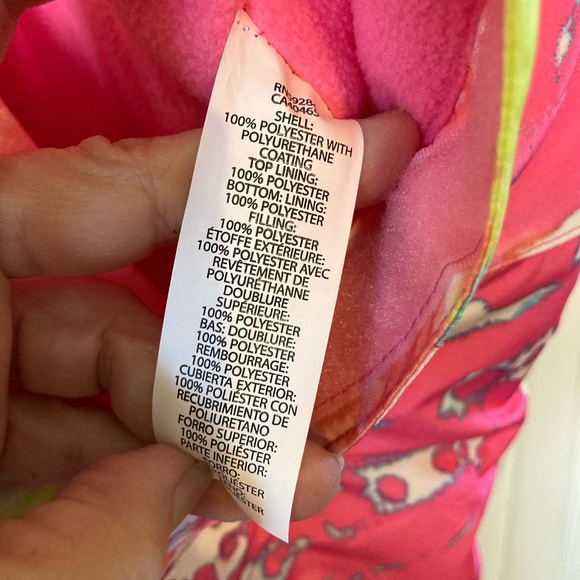 SHELL:
100% POLYESTER WITH
POLYURETHANE
COATING
TOP LINING:
100% POLYESTER
BOTTOM: LINING:
100% POLYESTER
FILLING:
100% POLYESTER
ÉTOFFE EXTÉRIEURE:
100% POLYESTER AVEC
REVÊTEMENT DE
POLYURÉTHANNE
DOUBLURE
SUPÉRIEURE:
100% POLYESTER
BAS: DOUBLURE:
100% POLYESTER
REMBOURRAGE:
100% POLYESTER
CUBIERTA EXTERIOR:
100% POLIÉSTER CON
RECUBRIMIENTO DE
POLIURETANO
FORRO SUPERIOR:
100% POLIÉSTER
PARTE INFERIOR: